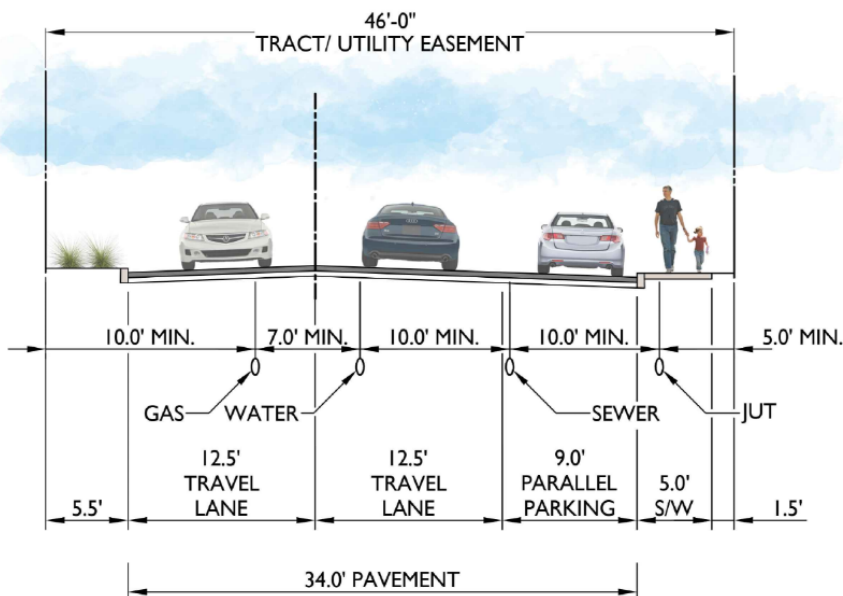 46'-0"
TRACT/ UTILITY EASEMENT
10.0' MIN.
7.0' MIN.
10.0' MIN.
10.0' MIN.
5.0' MIN.
GAS
WATER
SEWER
JUT
12.5'
TRAVEL
LANE
12.5'
TRAVEL
LANE
9.0'
PARALLEL
PARKING
5.0'
S/W
5.5'
1.5'
34.0' PAVEMENT